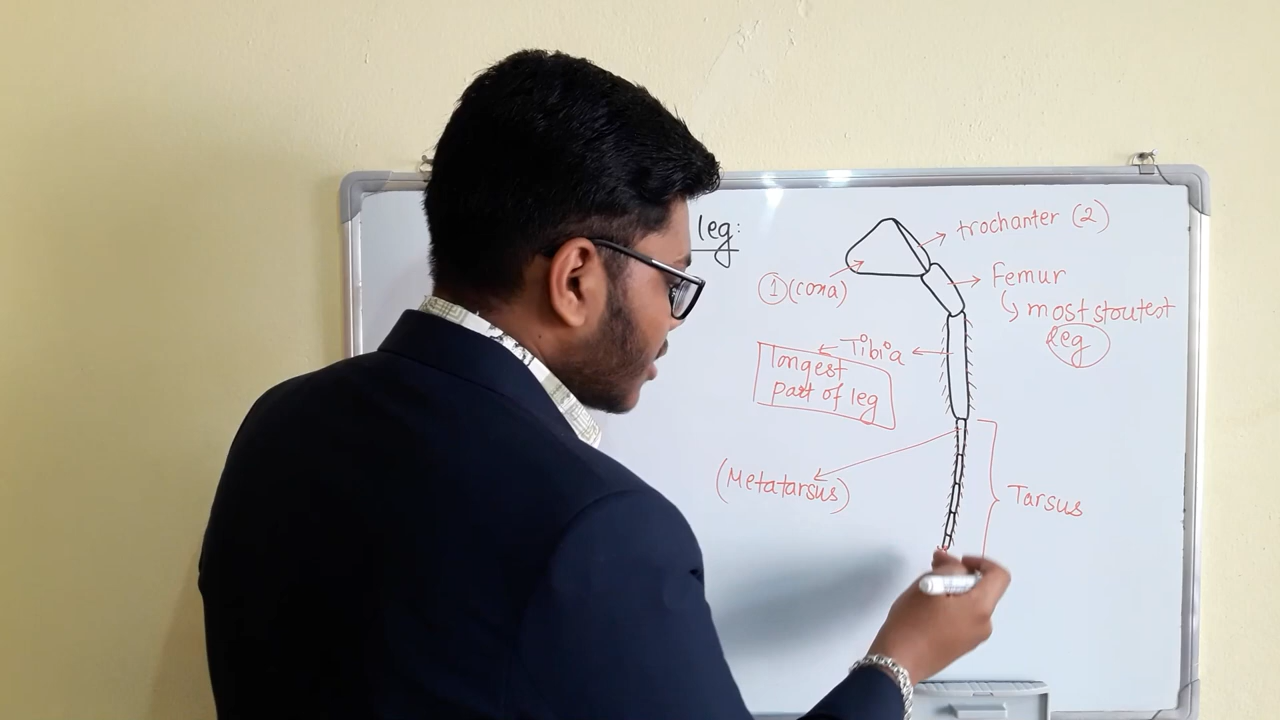 leg:
trochanter (2)
1 (coxa)
Femur
most stoutest
leg
Tibia
longest
part of leg
(Metatarsus)
Tarsus